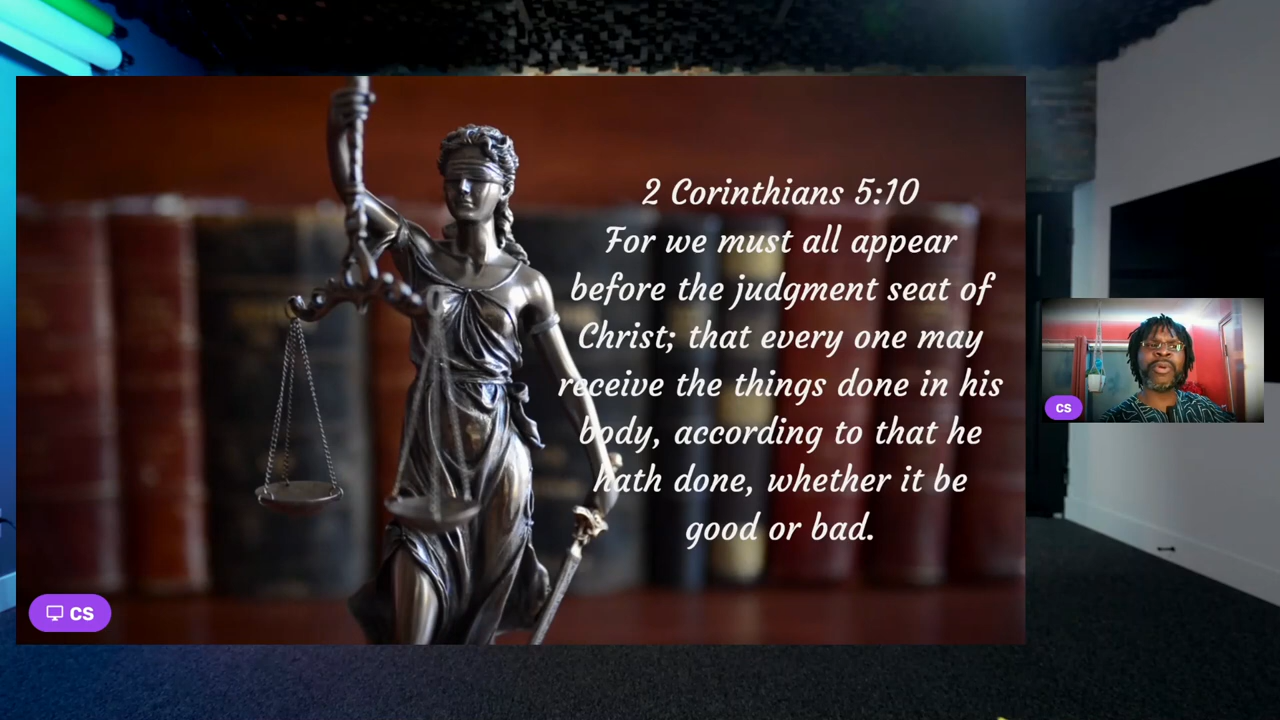 2 Corinthians 5:10
For we must all appear
before the judgment seat of
Christ; that every one may
receive the things done in his
body, according to that he
hath done, whether it be
good or bad.
CS
CS